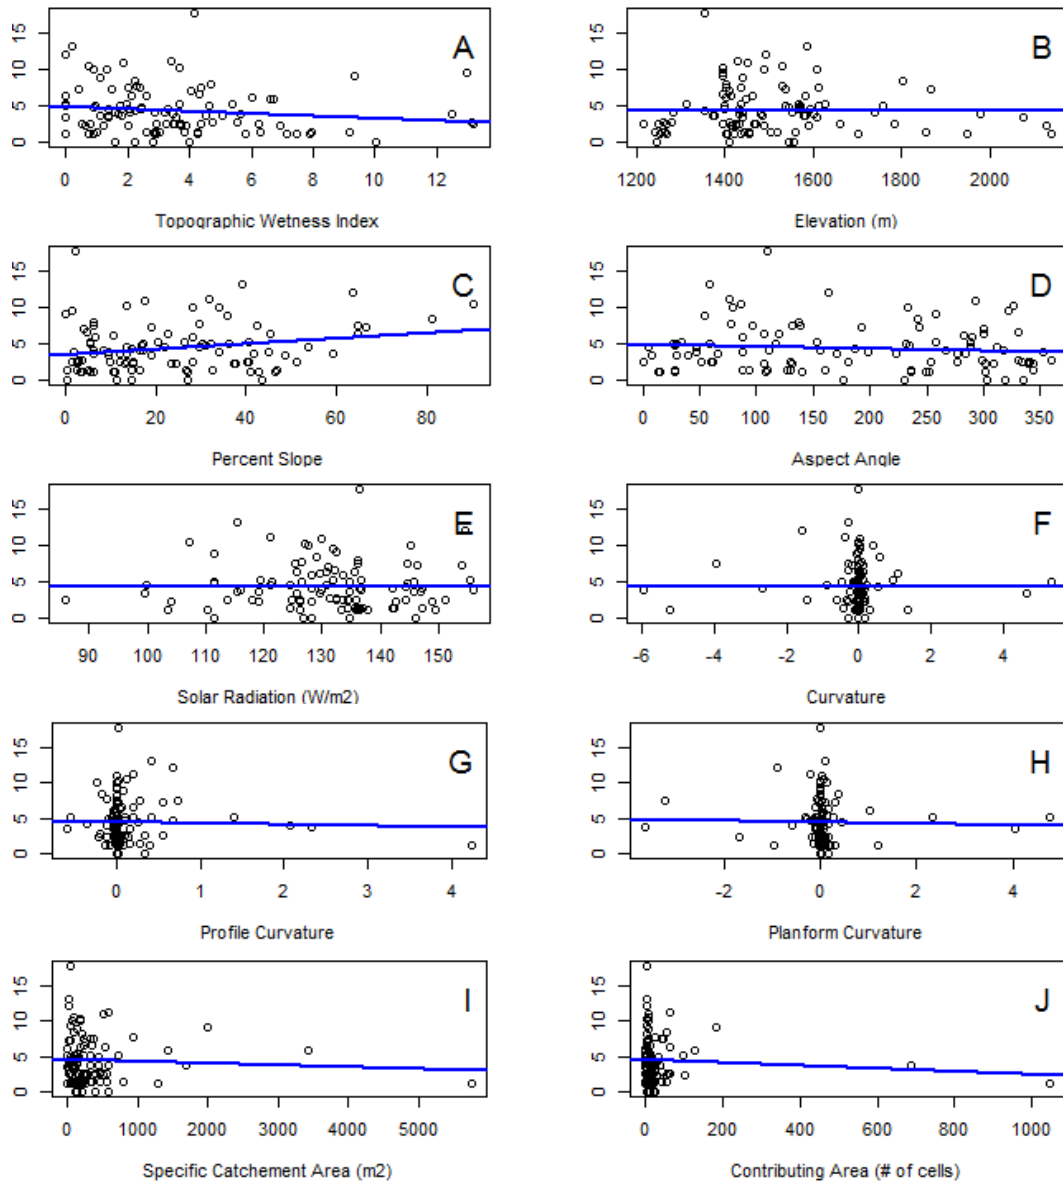 0 5 10 15
A
0 2 4 6 8 10 12
Topographic Wetness Index
0 5 10 15
B
1200 1400 1600 1800 2000
Elevation (m)
0 5 10 15
C
0 20 40 60 80
Percent Slope
0 5 10 15
D
0 50 100 150 200 250 300 350
Aspect Angle
0 5 10 15
E
90 100 110 120 130 140 150
Solar Radiation (W/m2)
0 5 10 15
F
-6 -4 -2 0 2 4
Curvature
0 5 10 15
G
0 1 2 3 4
Profile Curvature
0 5 10 15
H
-2 0 2 4
Planform Curvature
0 5 10 15
I
0 1000 2000 3000 4000 5000
Specific Catchement Area (m2)
0 5 10 15
J
0 200 400 600 800 1000
Contributing Area (# of cells)